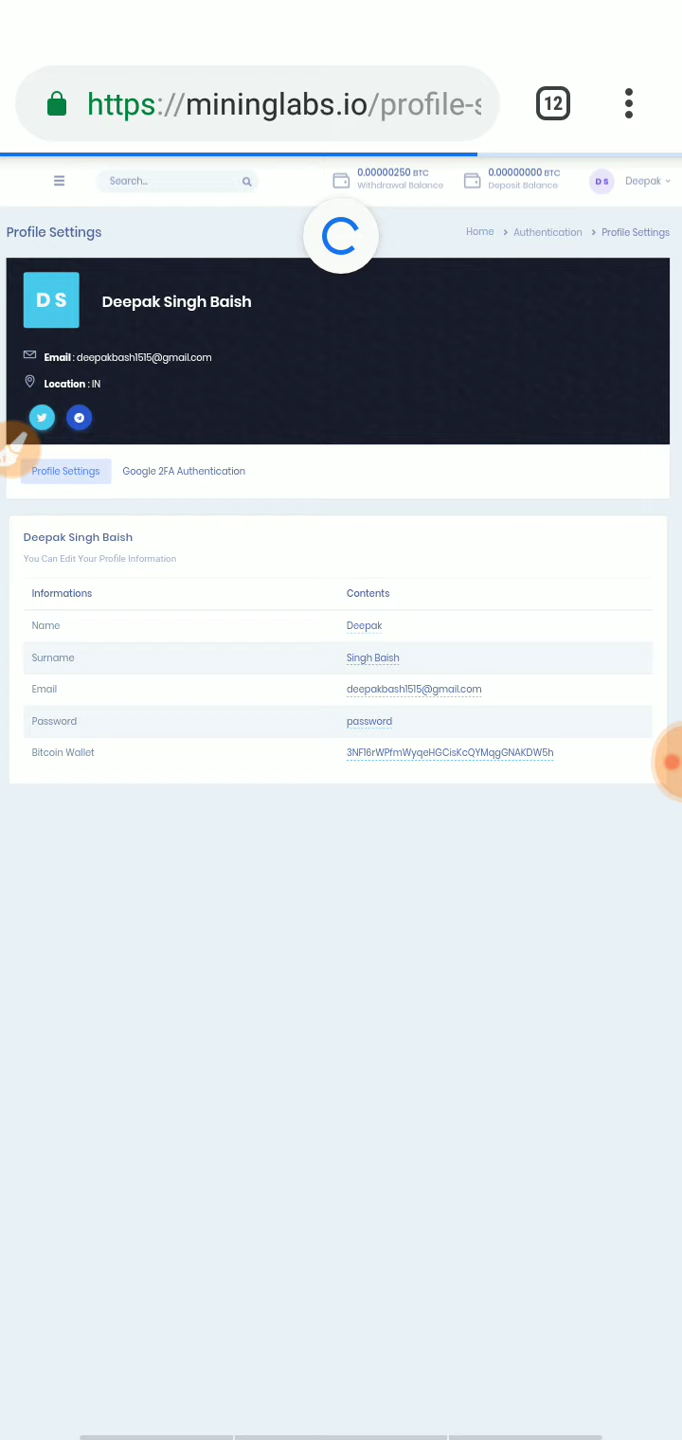 https://mininglabs.io/profile-s
12
Search..
0.00000250 BTC
Withdrawal Balance
0.00000000 BTC
Deposit Balance
D S
Deepak
Profile Settings
Home > Authentication > Profile Settings
D S
Deepak Singh Baish
Email : deepakbash1515@gmail.com
Location : IN
Profile Settings
Google 2FA Authentication
Deepak Singh Baish
You Can Edit Your Profile Information
Informations Contents
Name Deepak
Surname Singh Baish
Email deepakbash1515@gmail.com
Password password
Bitcoin Wallet 3NF16rWPfmWyqeHGCisKcQYMqgGNAKDW5h